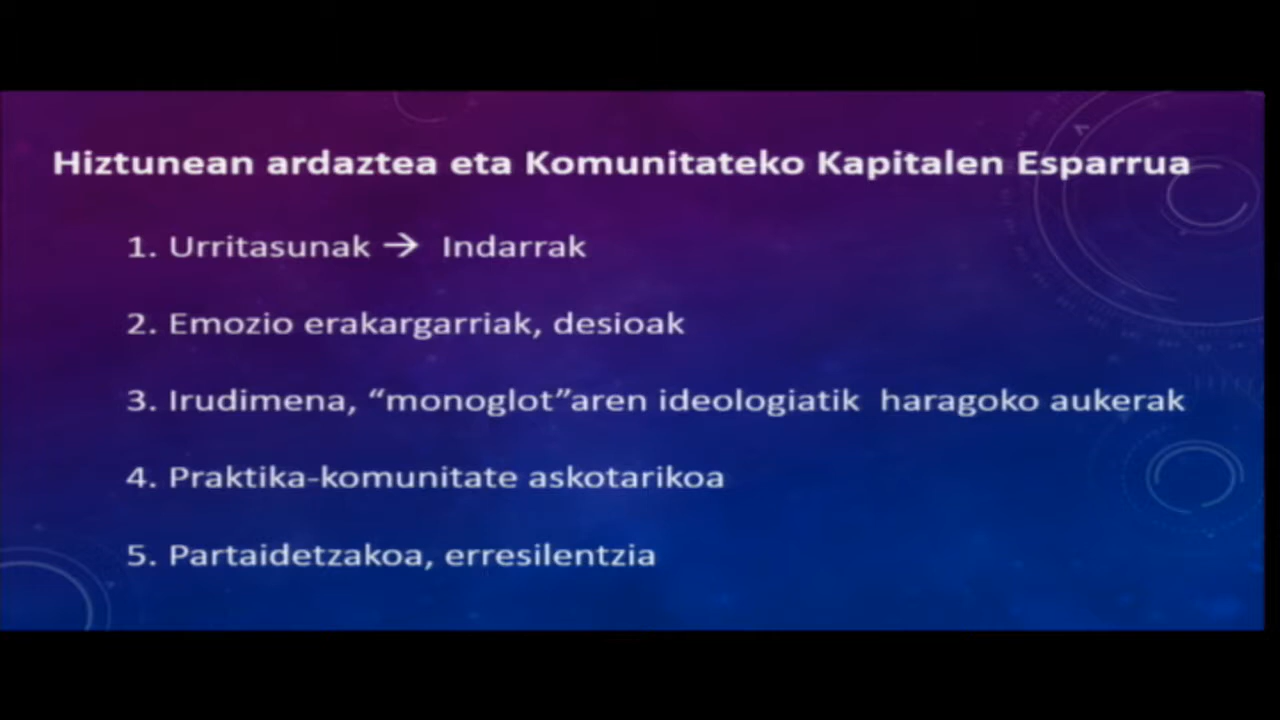 Hiztunean ardaztea eta Komunitateko Kapitalen Esparrua
1. Urritasunak → Indarrak
2. Emozio erakargarriak, desioak
3. Irudimena, “monoglot”aren ideologiatik haragoko aukerak
4. Praktika-komunitate askotarikoa
5. Partaidetzakoa, erresilentzia